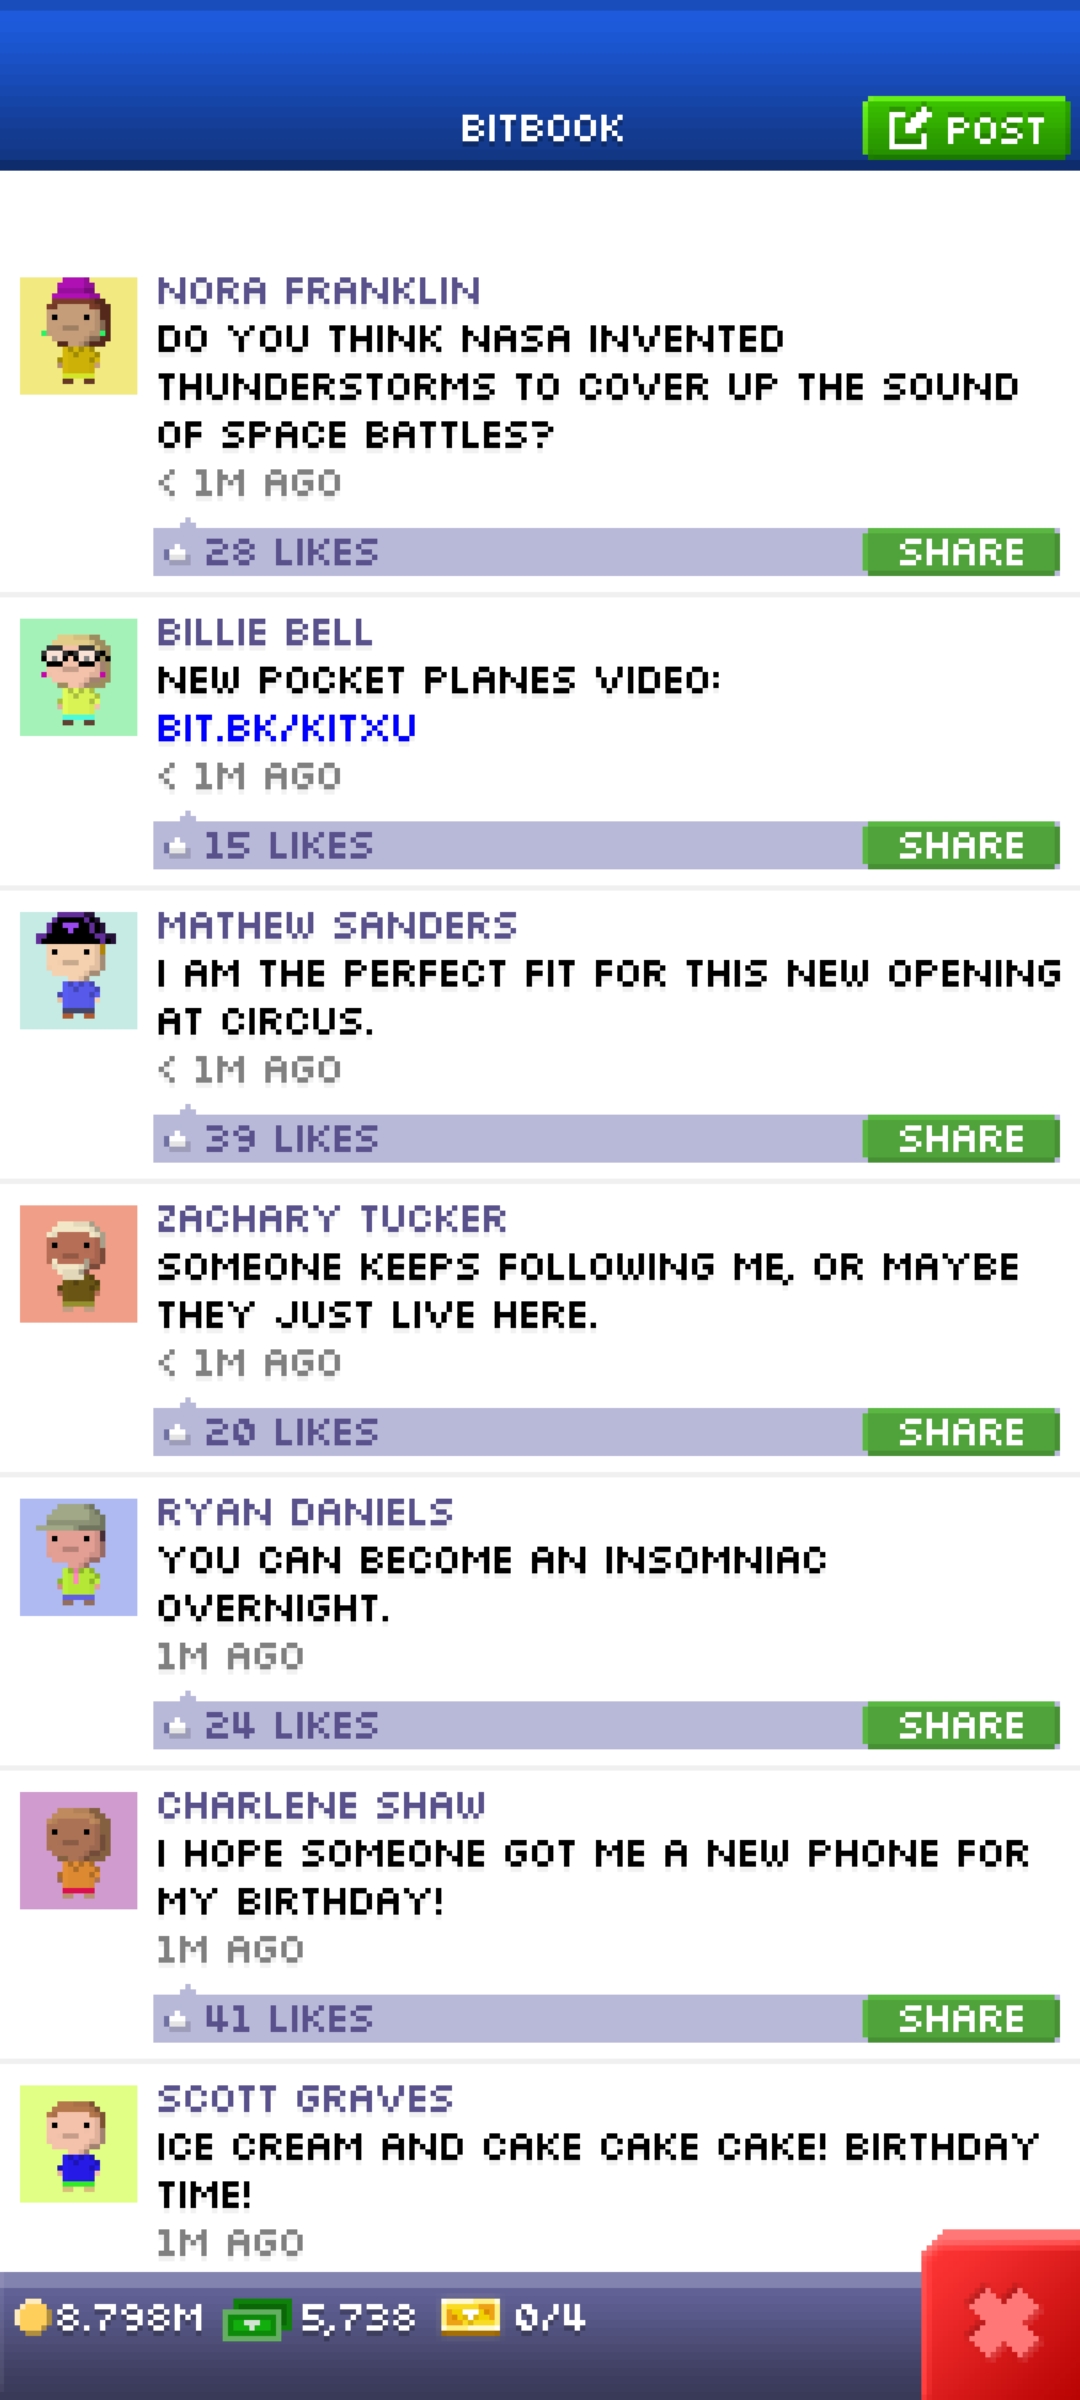 BITBOOK
POST
NORA FRANKLIN
DO YOU THINK NASA INVENTED
THUNDERSTORMS TO COVER UP THE SOUND
OF SPACE BATTLES?
< 1M AGO
28 LIKES
SHARE
BILLIE BELL
NEW POCKET PLANES VIDEO:
BIT.BK/KITXU
< 1M AGO
15 LIKES
SHARE
MATHEW SANDERS
I AM THE PERFECT FIT FOR THIS NEW OPENING
AT CIRCUS.
< 1M AGO
39 LIKES
SHARE
ZACHARY TUCKER
SOMEONE KEEPS FOLLOWING ME, OR MAYBE
THEY JUST LIVE HERE.
< 1M AGO
20 LIKES
SHARE
RYAN DANIELS
YOU CAN BECOME AN INSOMNIAC
OVERNIGHT.
1M AGO
24 LIKES
SHARE
CHARLENE SHAW
I HOPE SOMEONE GOT ME A NEW PHONE FOR
MY BIRTHDAY!
1M AGO
41 LIKES
SHARE
SCOTT GRAVES
ICE CREAM AND CAKE CAKE CAKE! BIRTHDAY
TIME!
1M AGO
8.798M
5,738
0/4